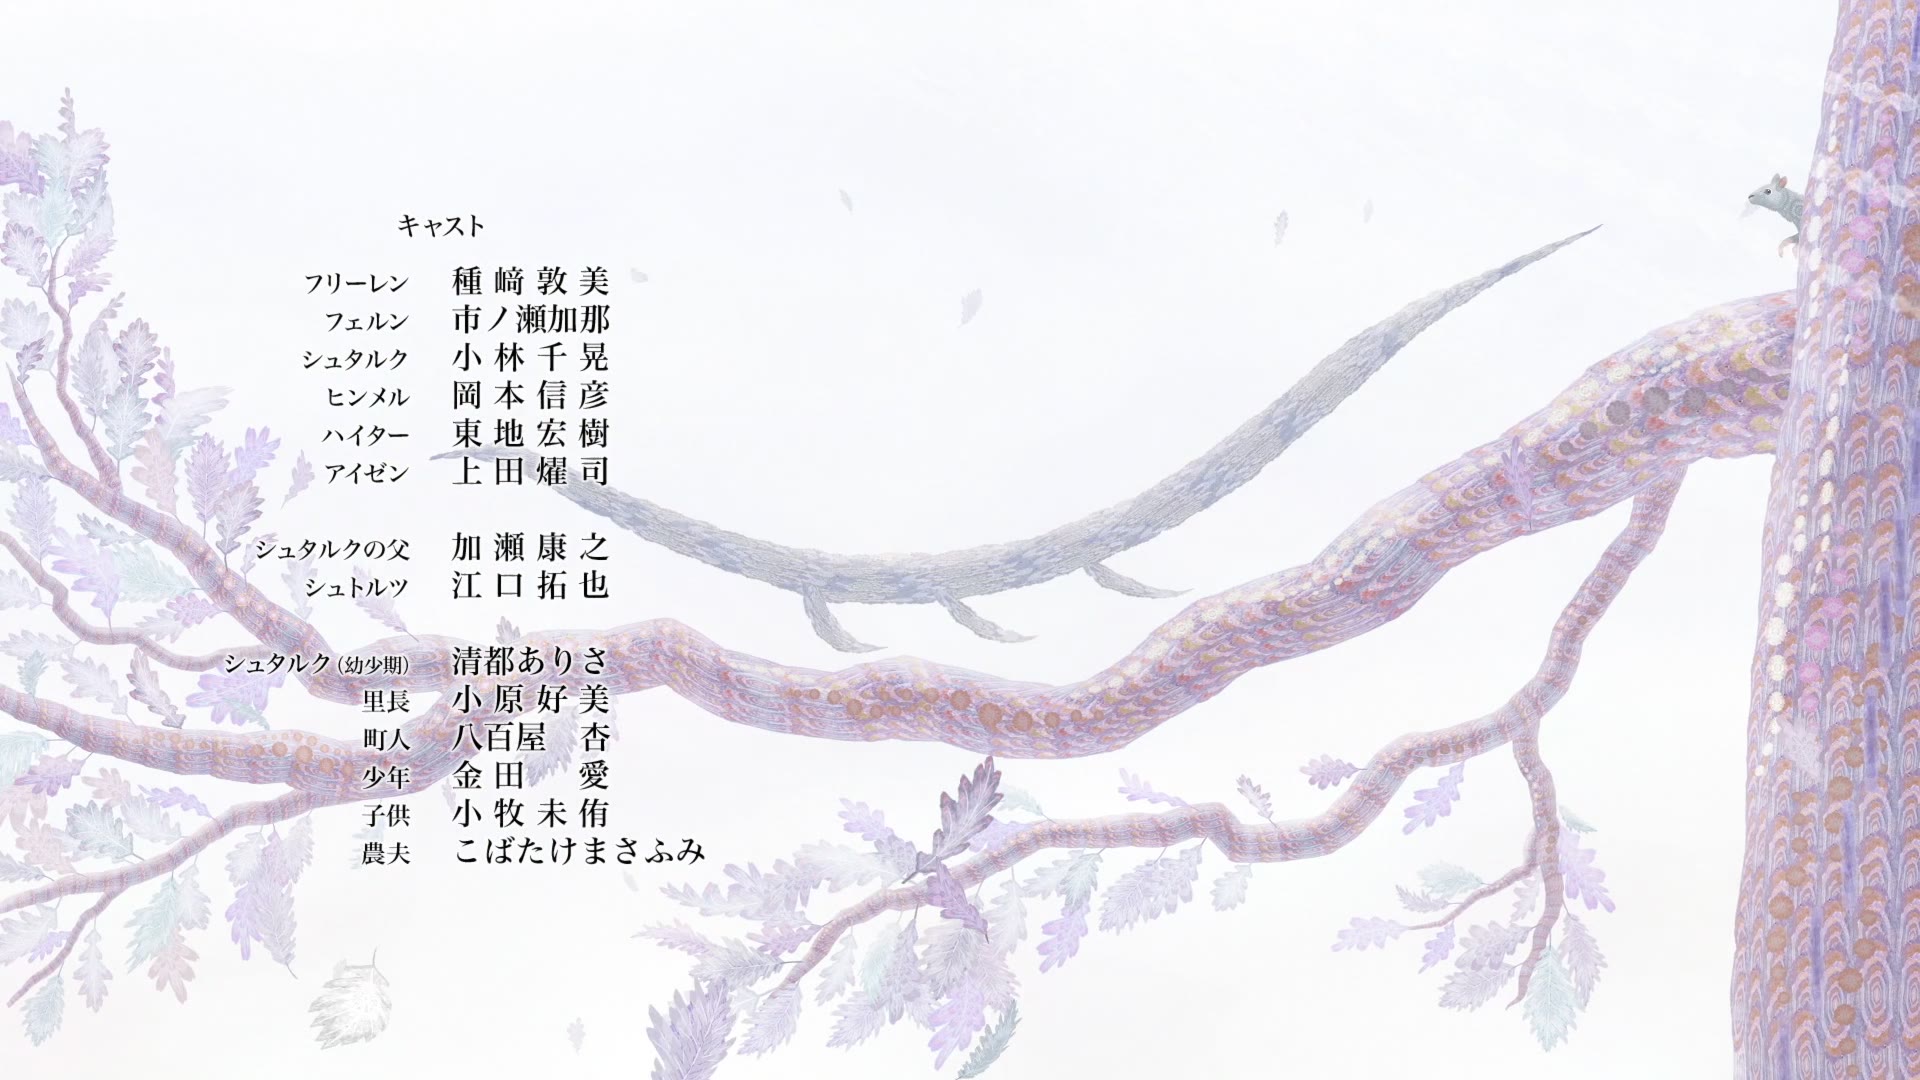 キャスト
フリーレン 種﨑敦美
フェルン 市ノ瀬加那
シュタルク 小林千晃
ヒンメル 岡本信彦
ハイター 東地宏樹
アイゼン 上田燿司
シュタルクの父 加瀬康之
シュトルツ 江口拓也
シュタルク(幼少期) 清都ありさ
里長 小原好美
町人 八百屋 杏
少年 金田 愛
子供 小牧未侑
農夫 こばたけまさふみ